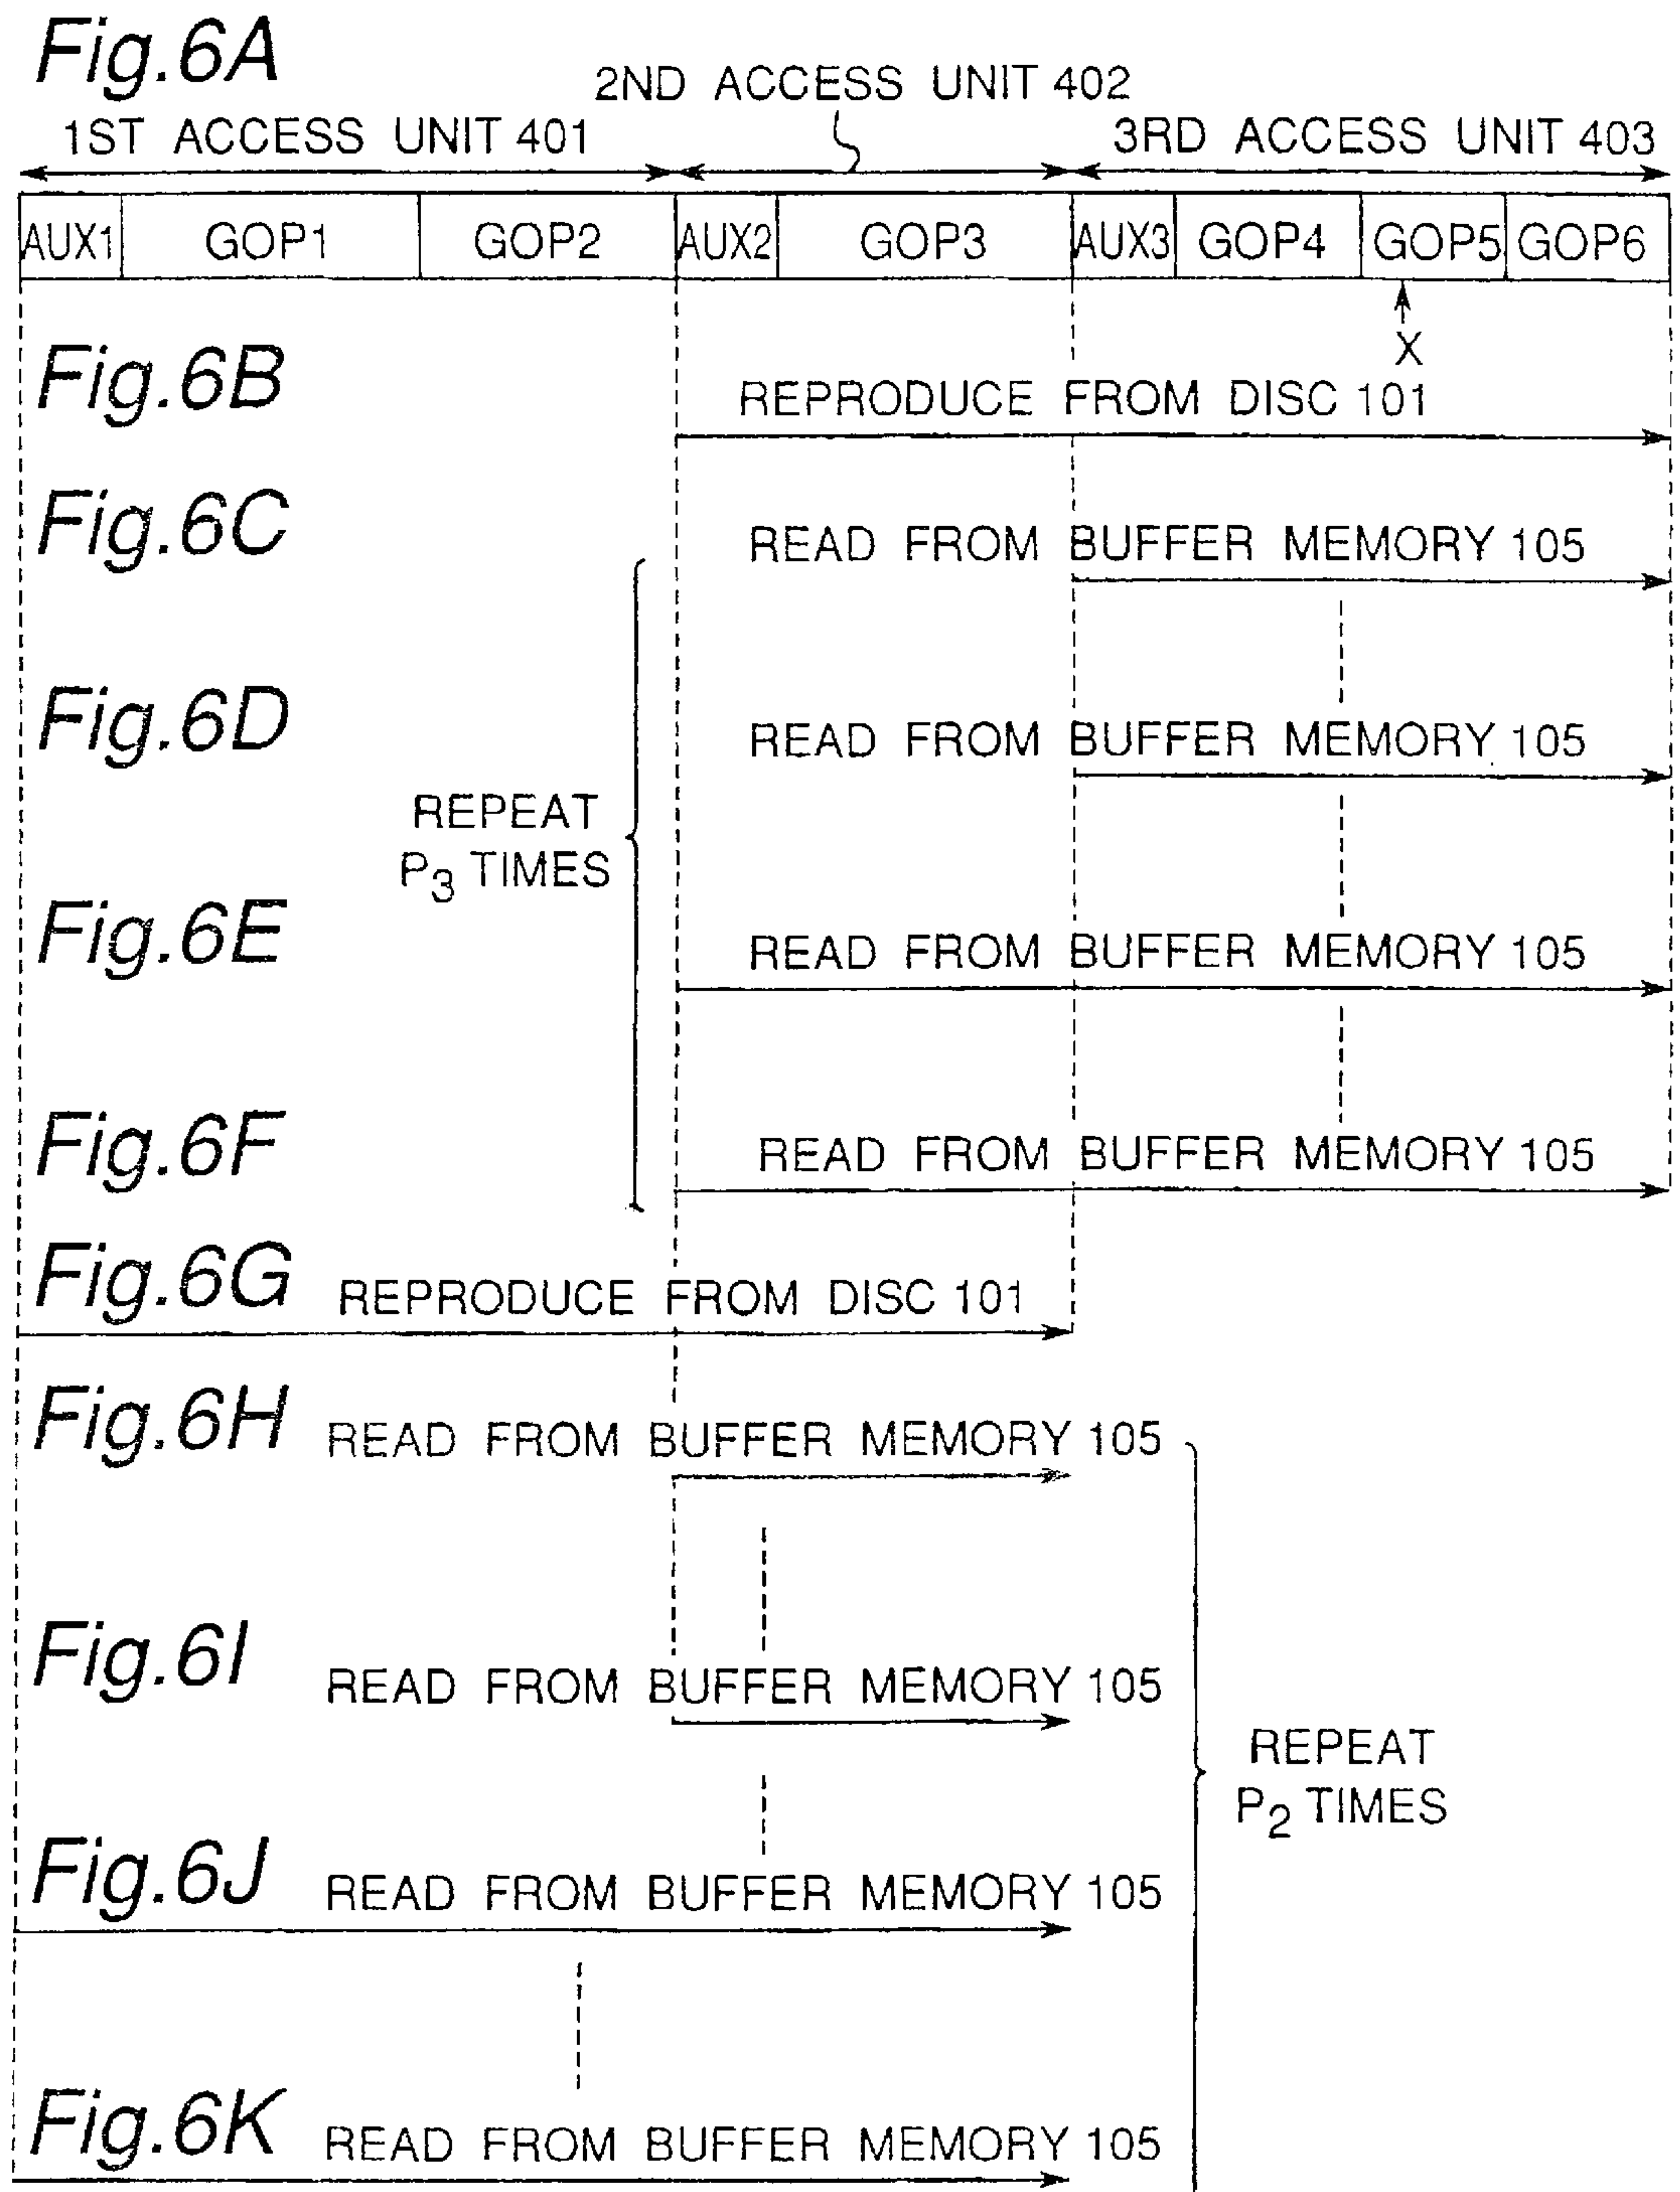 Fig.6A
2ND ACCESS UNIT 402
1ST ACCESS UNIT 401
3RD ACCESS UNIT 403
AUX1 GOP1 GOP2 AUX2 GOP3 AUX3 GOP4 GOP5 GOP6
X
Fig.6B
REPRODUCE FROM DISC 101
Fig.6C
READ FROM BUFFER MEMORY 105
Fig.6D
READ FROM BUFFER MEMORY 105
REPEAT
P3 TIMES
Fig.6E
READ FROM BUFFER MEMORY 105
Fig.6F
READ FROM BUFFER MEMORY 105
Fig.6G
REPRODUCE FROM DISC 101
Fig.6H
READ FROM BUFFER MEMORY 105
Fig.6I
READ FROM BUFFER MEMORY 105
REPEAT
P2 TIMES
Fig.6J
READ FROM BUFFER MEMORY 105
Fig.6K
READ FROM BUFFER MEMORY 105